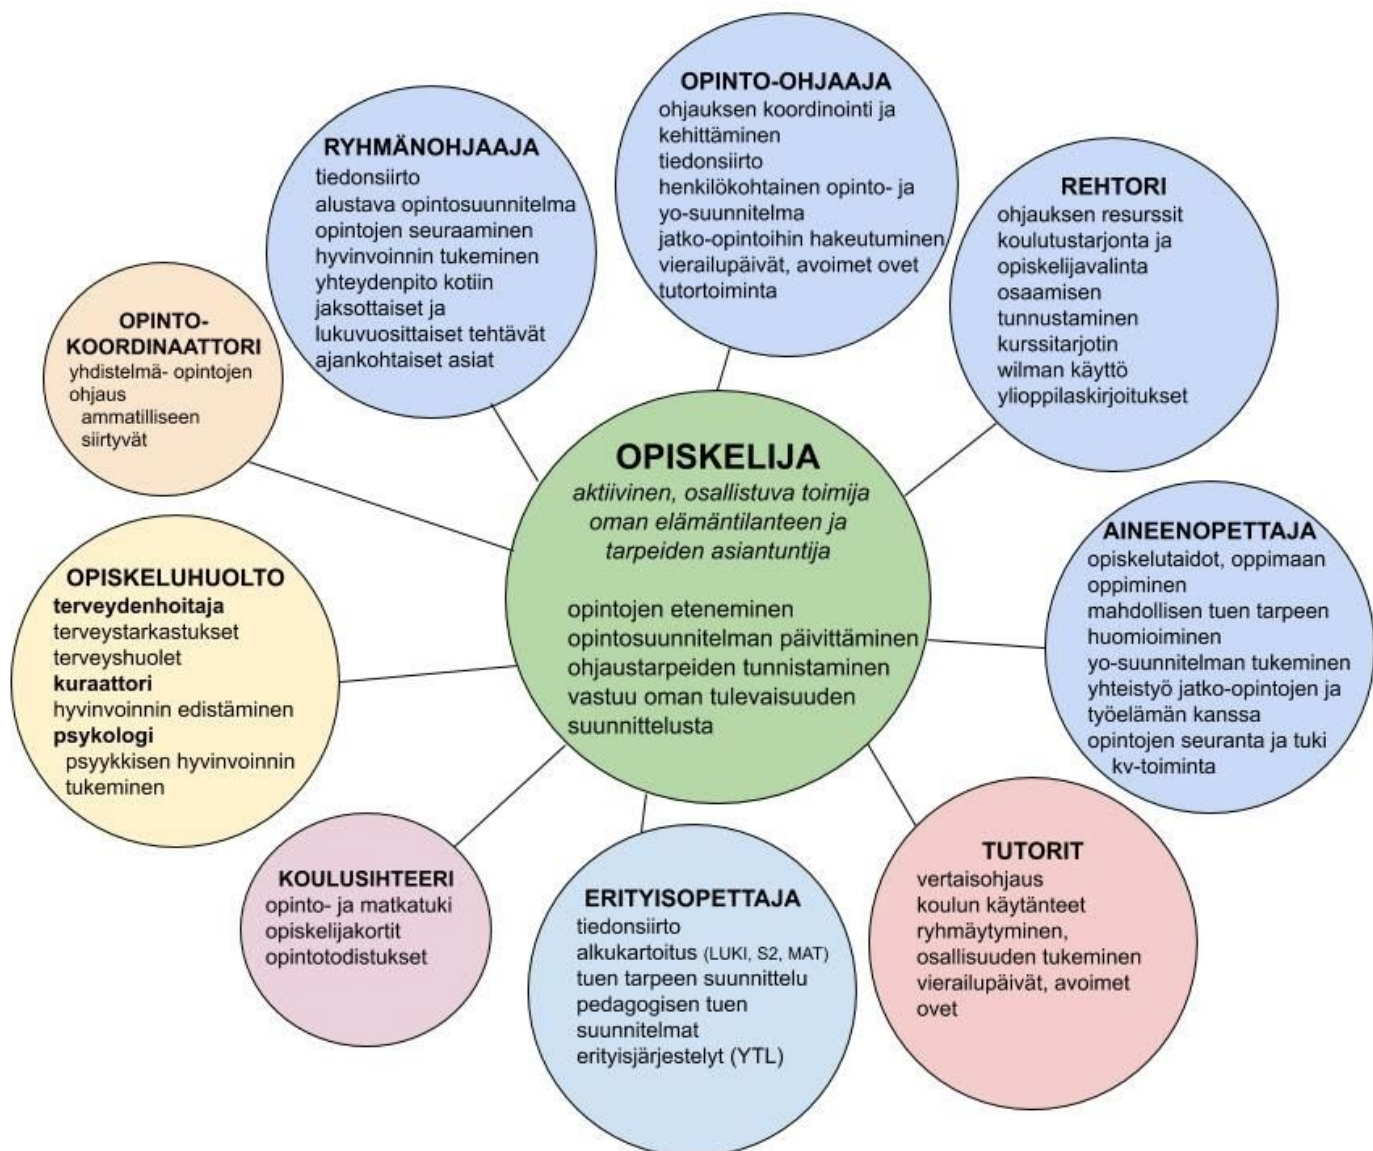 OPINTO-OHJAAJA
ohjauksen koordinointi ja
kehittäminen
tiedonsiirto
henkilökohtainen opinto- ja
yo-suunnitelma
jatko-opintoihin hakeutuminen
vierailupäivät, avoimet ovet
tutortoiminta
RYHMÄNOHJAAJA
tiedonsiirto
alustava opintosuunnitelma
opintojen seuraaminen
hyvinvoinnin tukeminen
yhteydenpito kotiin
jaksottaiset ja
lukuvuosittaiset tehtävät
ajankohtaiset asiat
REHTORI
ohjauksen resurssit
koulutustarjonta ja
opiskelijavalinta
osaamisen
tunnustaminen
kurssitarjotin
wilman käyttö
ylioppilaskirjoitukset
OPINTO-
KOORDINAATTORI
yhdistelmä- opintojen
ohjaus
ammatilliseen
siirtyvät
OPISKELIJA
aktiivinen, osallistuva toimija
oman elämäntilanteen ja
tarpeiden asiantuntija
opintojen eteneminen
opintosuunnitelman päivittäminen
ohjaustarpeiden tunnistaminen
vastuu oman tulevaisuuden
suunnittelusta
AINEENOPETTAJA
opiskelutaidot, oppimaan
oppiminen
mahdollisen tuen tarpeen
huomioiminen
yo-suunnitelman tukeminen
yhteistyö jatko-opintojen ja
työelämän kanssa
opintojen seuranta ja tuki
kv-toiminta
OPISKELUHUOLTO
terveydenhoitaja
terveystarkastukset
terveyshuolet
kuraattori
hyvinvoinnin edistäminen
psykologi
psyykkisen hyvinvoinnin
tukeminen
KOULUSIHTEERI
opinto- ja matkatuki
opiskelijakortit
opintotodistukset
ERITYISOPETTAJA
tiedonsiirto
alkukartoitus (LUKI, S2, MAT)
tuen tarpeen suunnittelu
pedagogisen tuen
suunnitelmat
erityisjärjestelyt (YTL)
TUTORIT
vertaisohjaus
koulun käytänteet
ryhmäytyminen,
osallisuuden tukeminen
vierailupäivät, avoimet
ovet